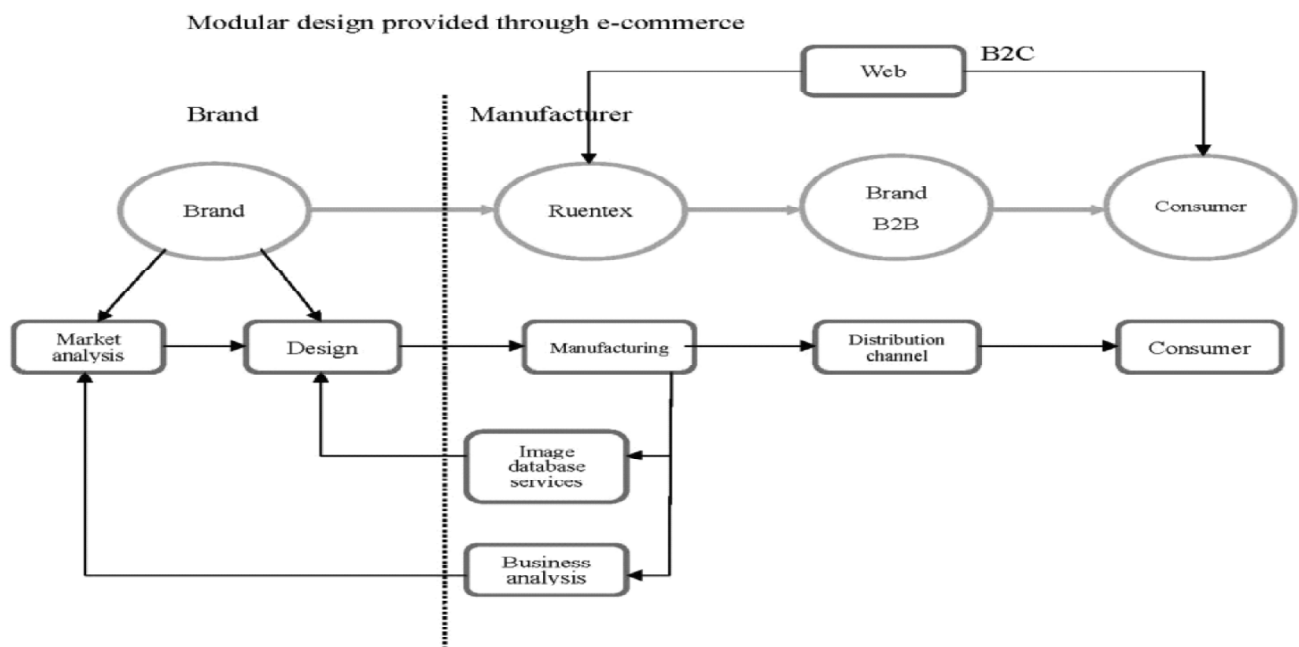 Modular design provided through e-commerce
Web
B2C
Brand
Manufacturer
Brand
Ruentex
Brand
B2B
Consumer
Market
analysis
Design
Manufacturing
Distribution
channel
Consumer
Image
database
services
Business
analysis